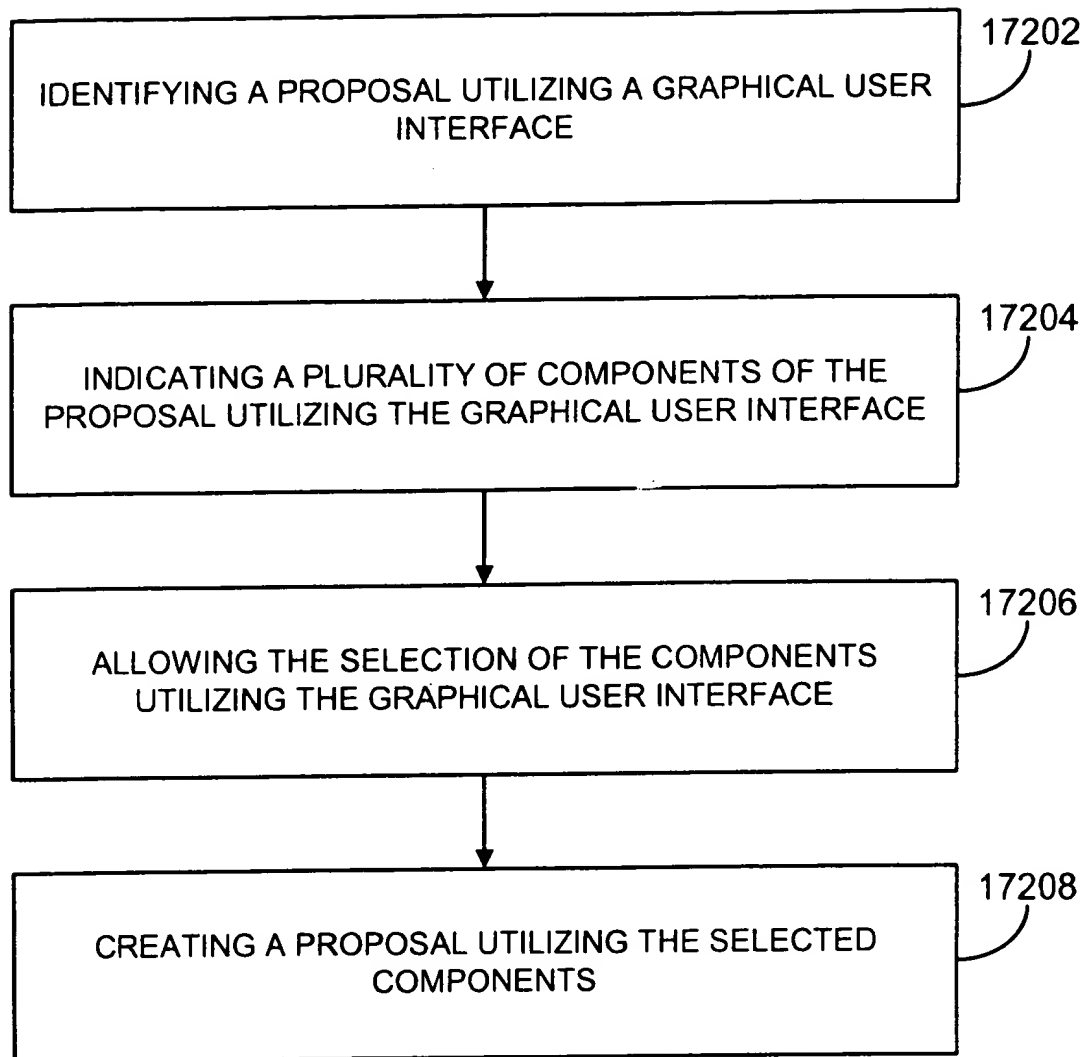 17202
IDENTIFYING A PROPOSAL UTILIZING A GRAPHICAL USER
INTERFACE
17204
INDICATING A PLURALITY OF COMPONENTS OF THE
PROPOSAL UTILIZING THE GRAPHICAL USER INTERFACE
17206
ALLOWING THE SELECTION OF THE COMPONENTS
UTILIZING THE GRAPHICAL USER INTERFACE
17208
CREATING A PROPOSAL UTILIZING THE SELECTED
COMPONENTS